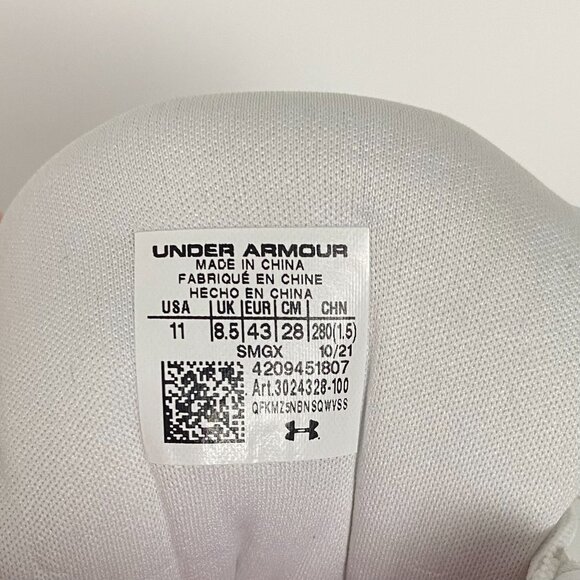 UNDER ARMOUR
MADE IN CHINA
FABRIQUÉ EN CHINE
HECHO EN CHINA
USA UK EUR CM CHN
11 8.5 43 28 280(1.5)
SMGX 10/21
4209451807
Art.3024328-100
QFKMZ5NBNSQWVSS